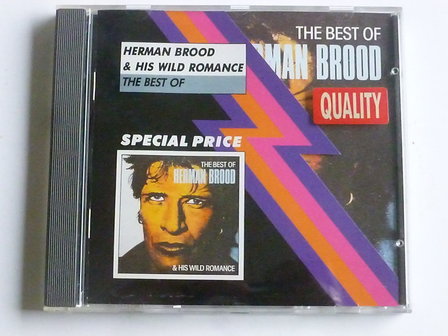 HERMAN BROOD
& HIS WILD ROMANCE
THE BEST OF
THE BEST OF
MAN BROOD
QUALITY
SPECIAL PRICE
THE BEST OF
HERMAN BROOD
& HIS WILD ROMANCE